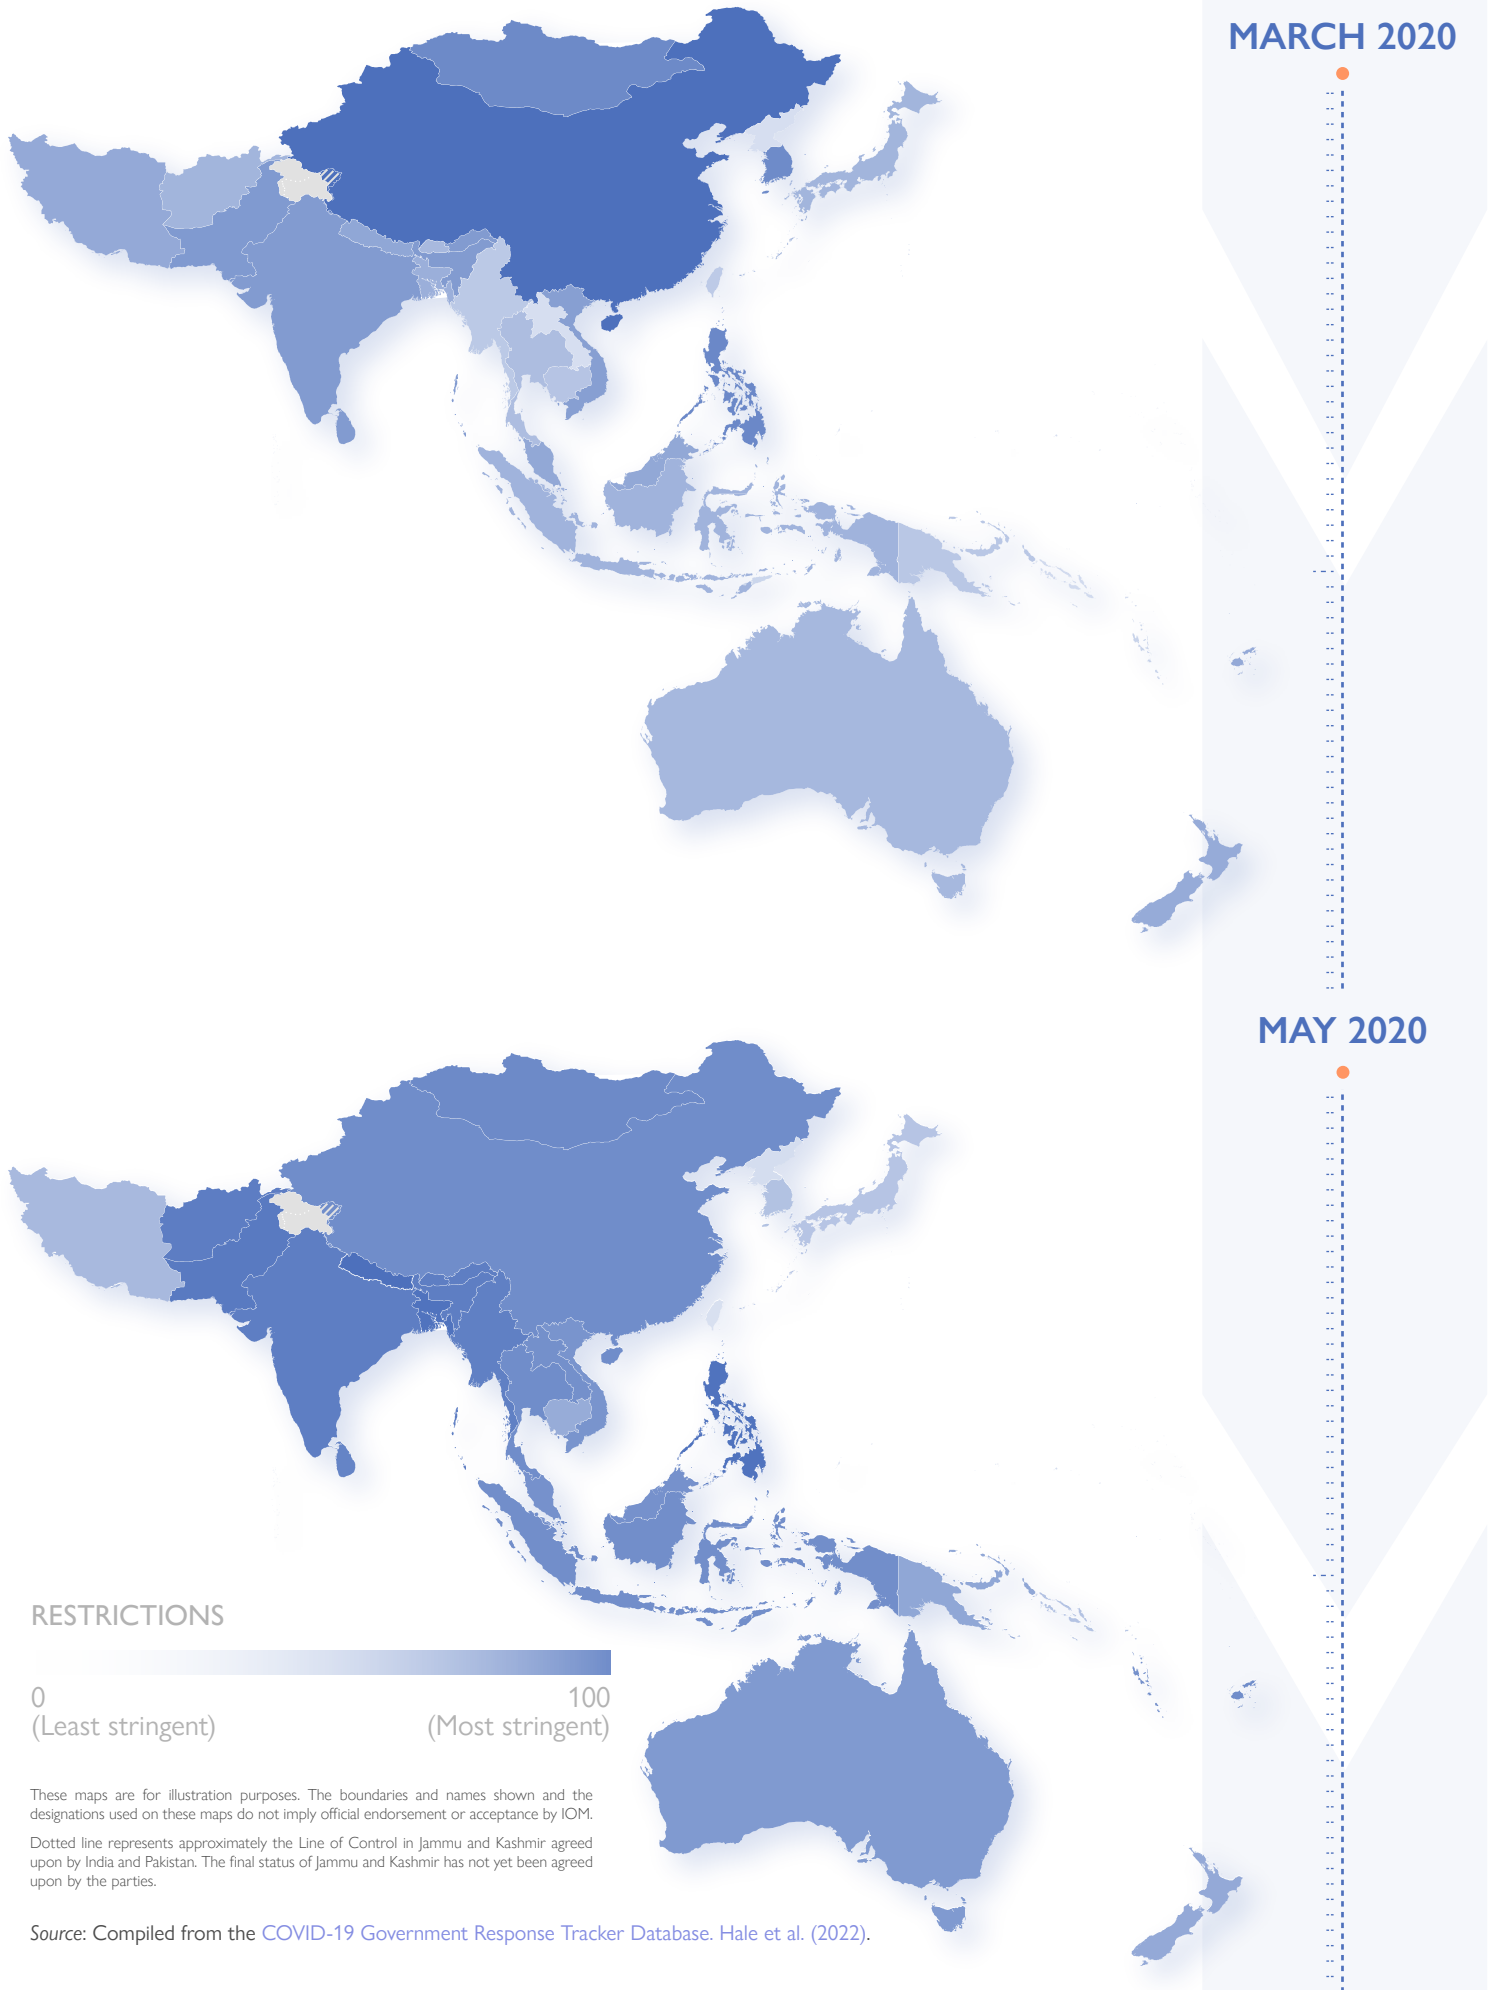 MARCH 2020
MAY 2020
RESTRICTIONS
0
100
(Least stringent)
(Most stringent)
These maps are for illustration purposes. The boundaries and names shown and the
designations used on these maps do not imply official endorsement or acceptance by IOM.
Dotted line represents approximately the Line of Control in Jammu and Kashmir agreed
upon by India and Pakistan. The final status of Jammu and Kashmir has not yet been agreed
upon by the parties.
Source: Compiled from the COVID-19 Government Response Tracker Database. Hale et al. (2022).